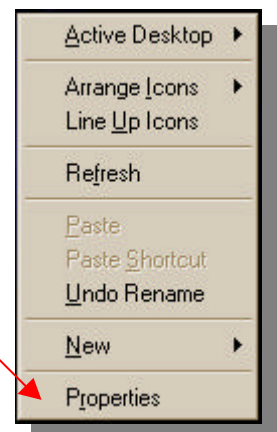 Active Desktop
Arrange Icons
Line Up Icons
Refresh
Paste
Paste Shortcut
Undo Rename
New
Properties